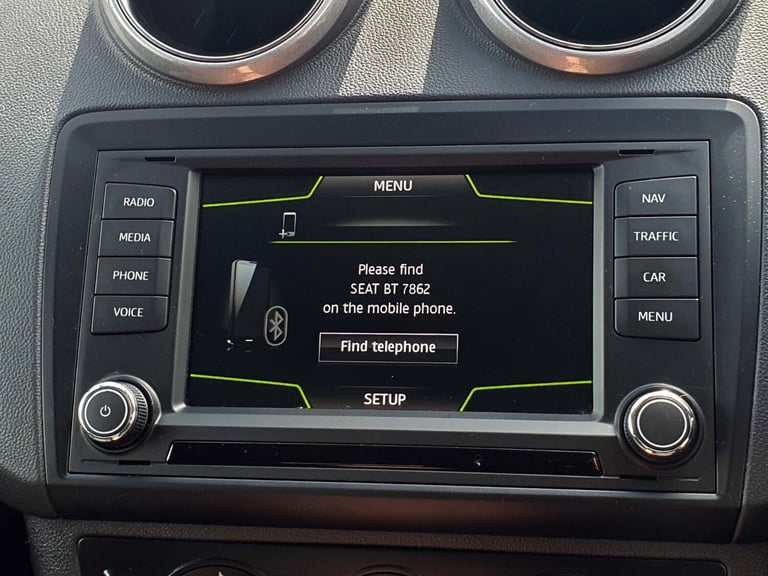 MENU
RADIO
MEDIA
PHONE
VOICE
Please find
SEAT BT 7862
on the mobile phone.
Find telephone
SETUP
NAV
TRAFFIC
CAR
MENU